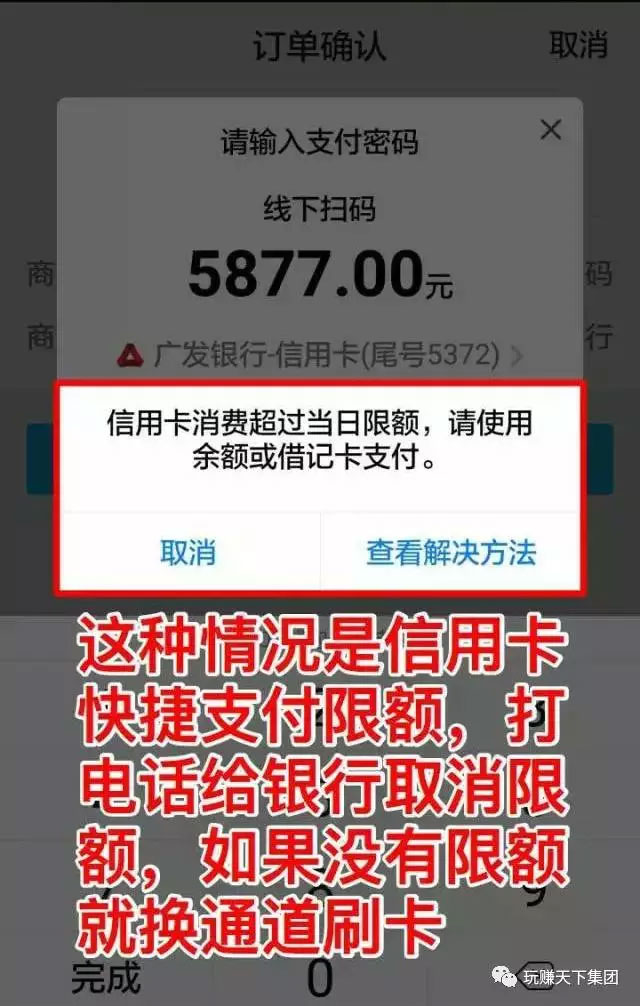 订单确认
取消
请输入支付密码
线下扫码
5877.00元
商
码
商
行
广发银行-信用卡(尾号5372)
信用卡消费超过当日限额，请使用
余额或借记卡支付。
取消
查看解决方法
这种情况是信用卡
快捷支付限额，打
电话给银行取消限
额，如果没有限额
就换通道刷卡
9
完成
0
玩赚天下集团